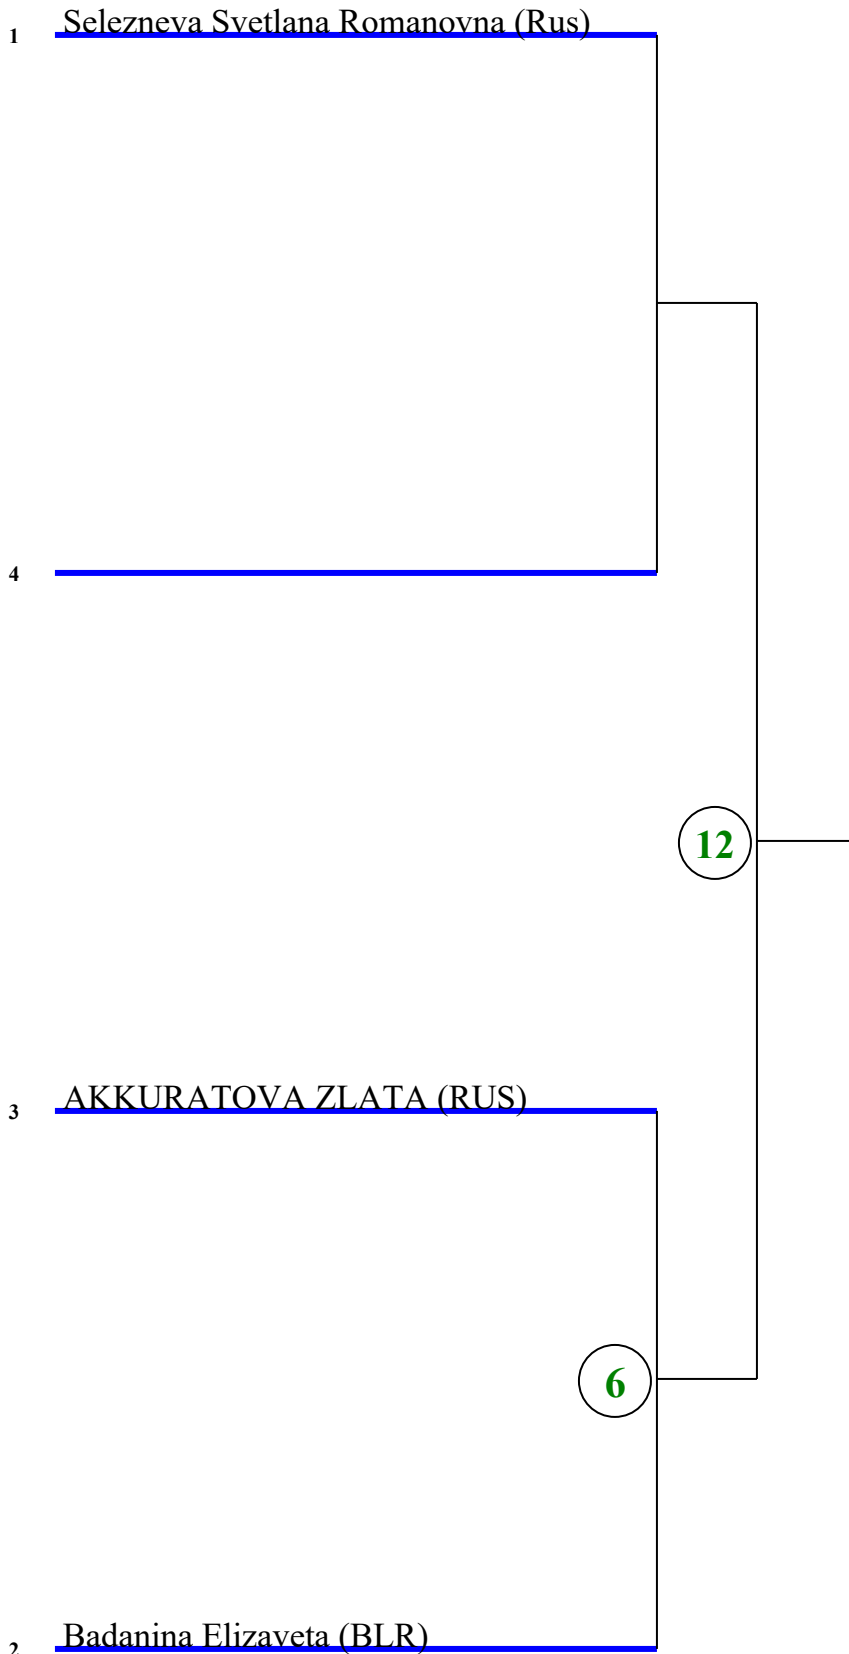 1 Selezneva Svetlana Romanovna (Rus)
4
12
3 AKKURATOVA ZLATA (RUS)
6
2 Badanina Elizaveta (BLR)